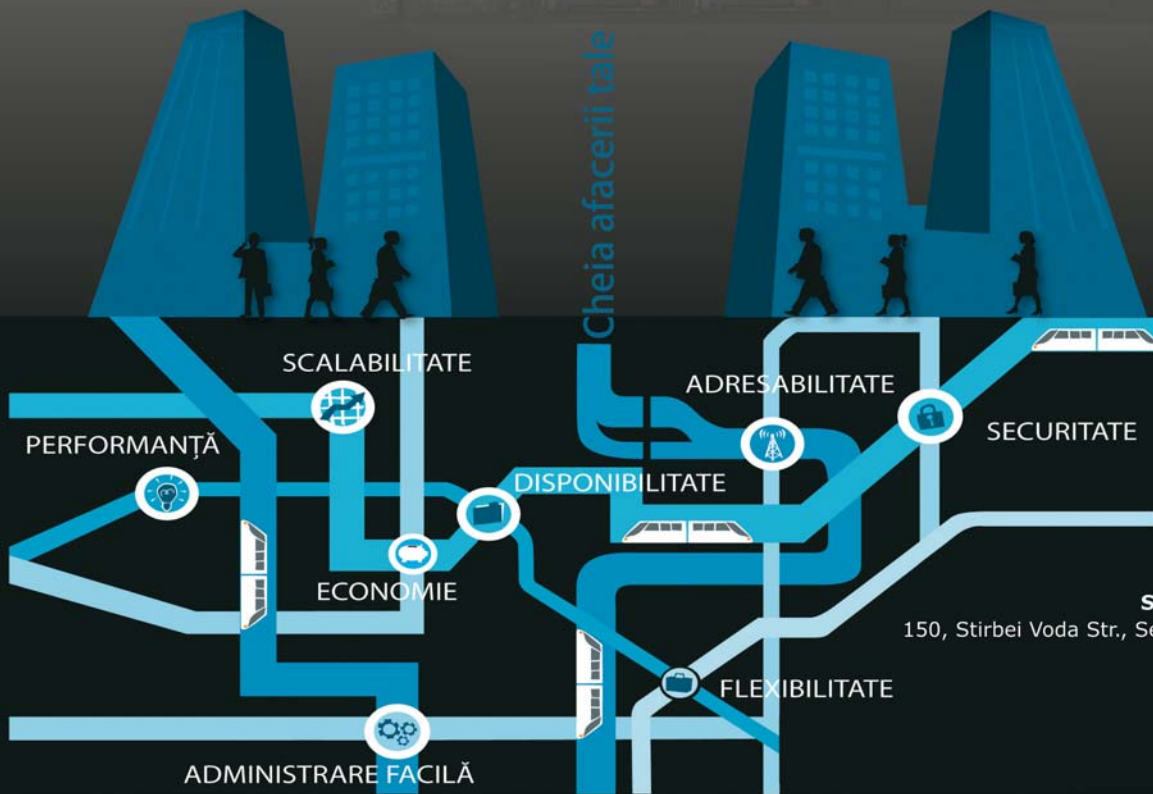 Cheia afacerii tale
SCALABILITATE
ADRESABILITATE
PERFORMANȚĂ
SECURITATE
DISPONIBILITATE
ECONOMIE
150, Stirbei Voda Str.,
FLEXIBILITATE
ADMINISTRARE FACILĂ